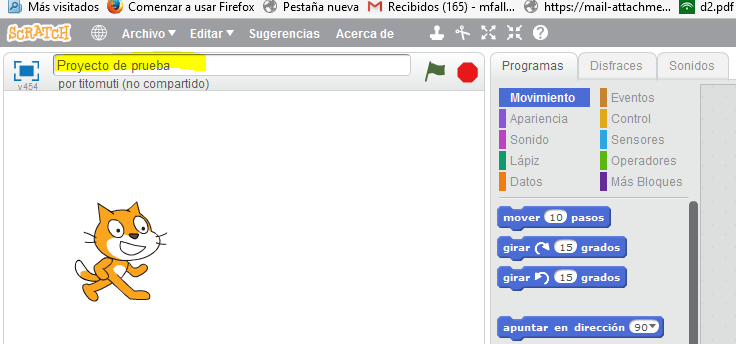 Más visitados Comenzar a usar Firefox Pestaña nueva Recibidos (165) - mfall... https://mail-attachme... d2.pdf
SCRATCH Archivo Editar Sugerencias Acerca de
Proyecto de prueba
por titomuti (no compartido)
v454
Programas Disfraces Sonidos
Movimiento Eventos
Apariencia Control
Sonido Sensores
Lápiz Operadores
Datos Más Bloques
mover 10 pasos
girar 15 grados
girar 15 grados
apuntar en dirección 90